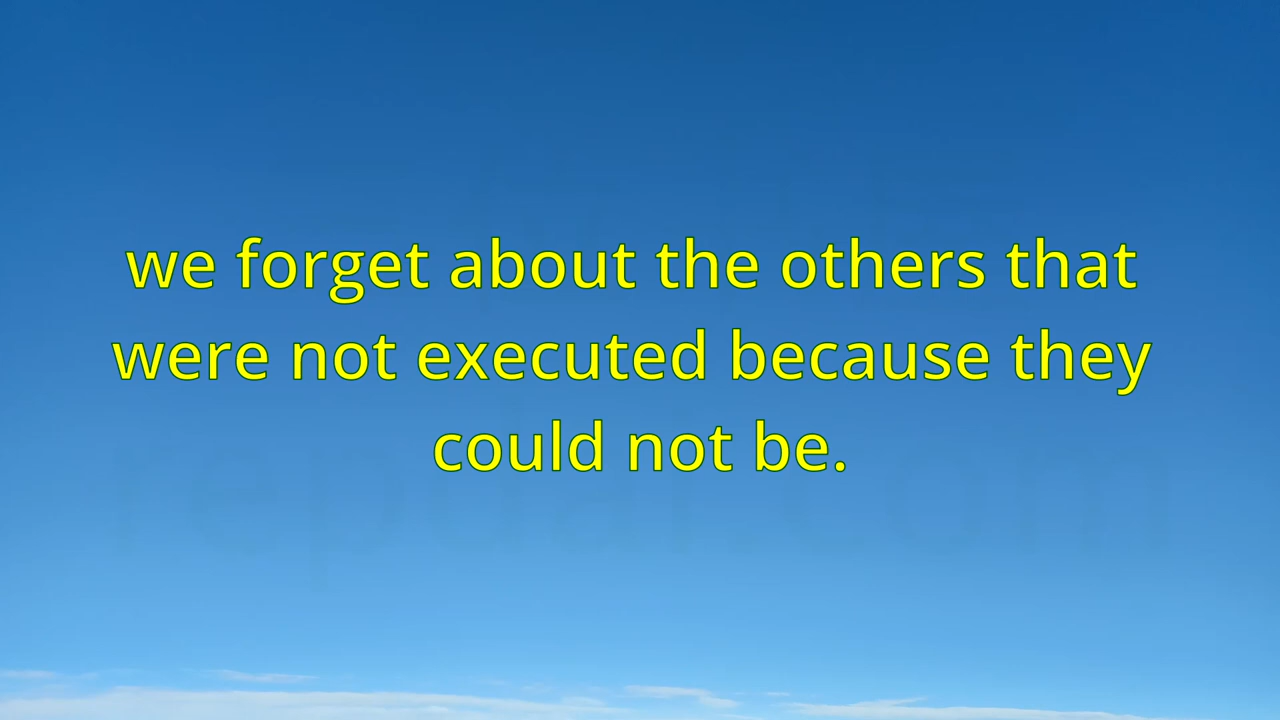 we forget about the others that
were not executed because they
could not be.